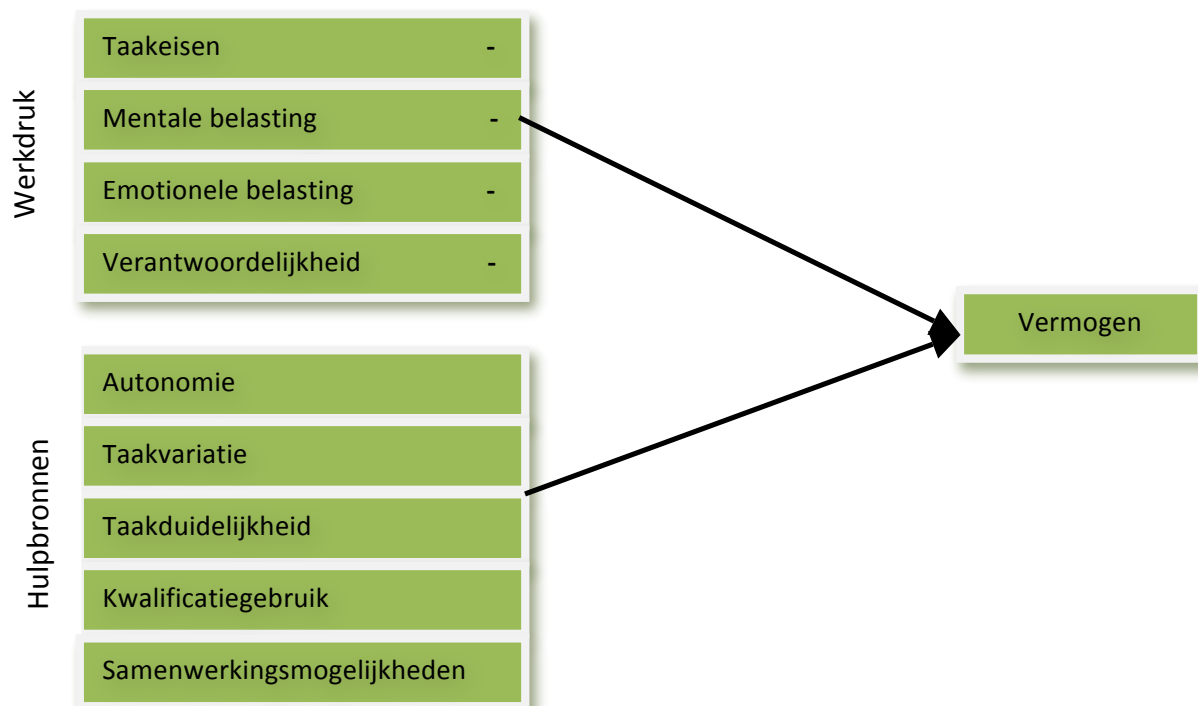 Werkdruk
Taakeisen -
Mentale belasting -
Emotionele belasting -
Verantwoordelijkheid -
Vermogen
Hulpbronnen
Autonomie
Taakvariatie
Taakduidelijkheid
Kwalificatiegebruik
Samenwerkingsmogelijkheden